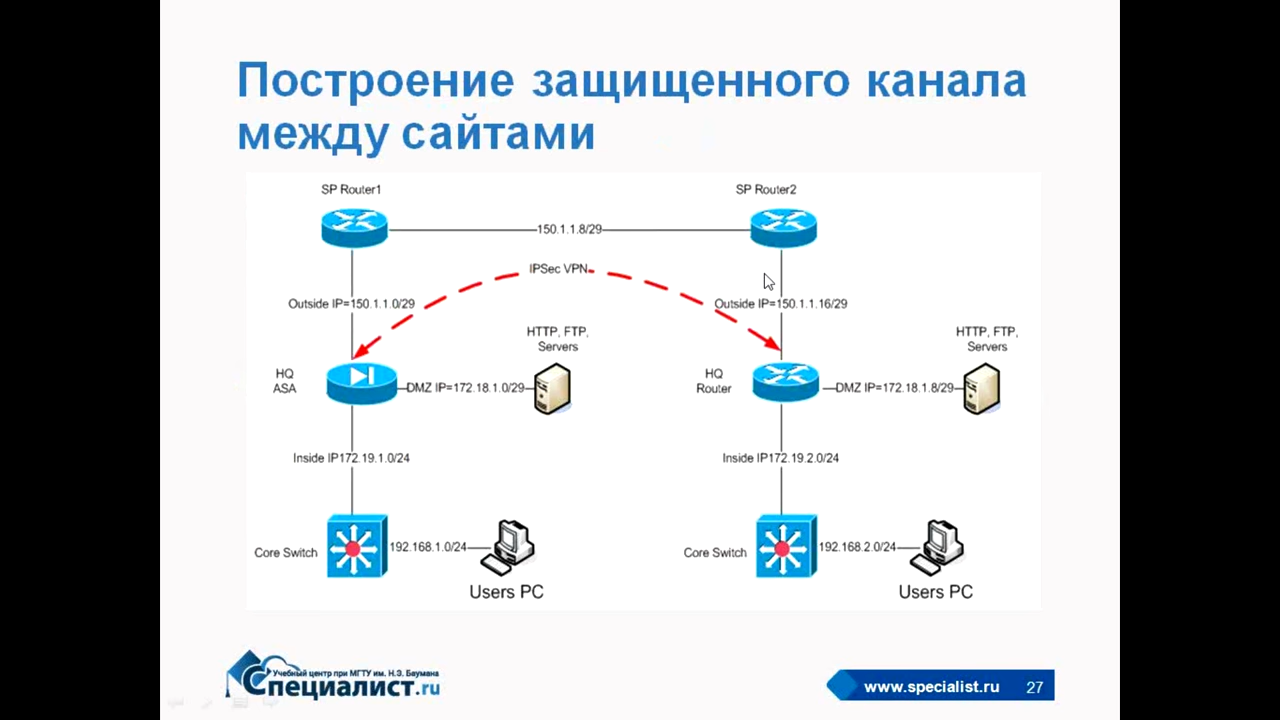 Построение защищенного канала
между сайтами
SP Router1
SP Router2
150.1.1.8/29
IPSec VPN
Outside IP=150.1.1.0/29
Outside IP=150.1.1.16/29
HTTP, FTP,
Servers
HTTP, FTP,
Servers
HQ
ASA
DMZ IP=172.18.1.0/29
HQ
Router
DMZ IP=172.18.1.8/29
Inside IP172.19.1.0/24
Inside IP172.19.2.0/24
Core Switch
192.168.1.0/24
Users PC
Core Switch
192.168.2.0/24
Users PC
Учебный центр при МГТУ им. Н.Э. Баумана
Специалист.ru
www.specialist.ru
27